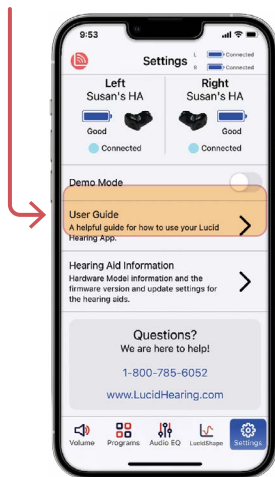 9:53
Settings
L Connected
R Connected
Left
Susan's HA
Good
Connected
Right
Susan's HA
Good
Connected
Demo Mode
User Guide
A helpful guide for how to use your Lucid
Hearing App.
Hearing Aid Information
Hardware Model information and the
firmware version and update settings for
the hearing aids.
Questions?
We are here to help!
1-800-785-6052
www.LucidHearing.com
Volume Programs Audio EQ LucidShape Settings